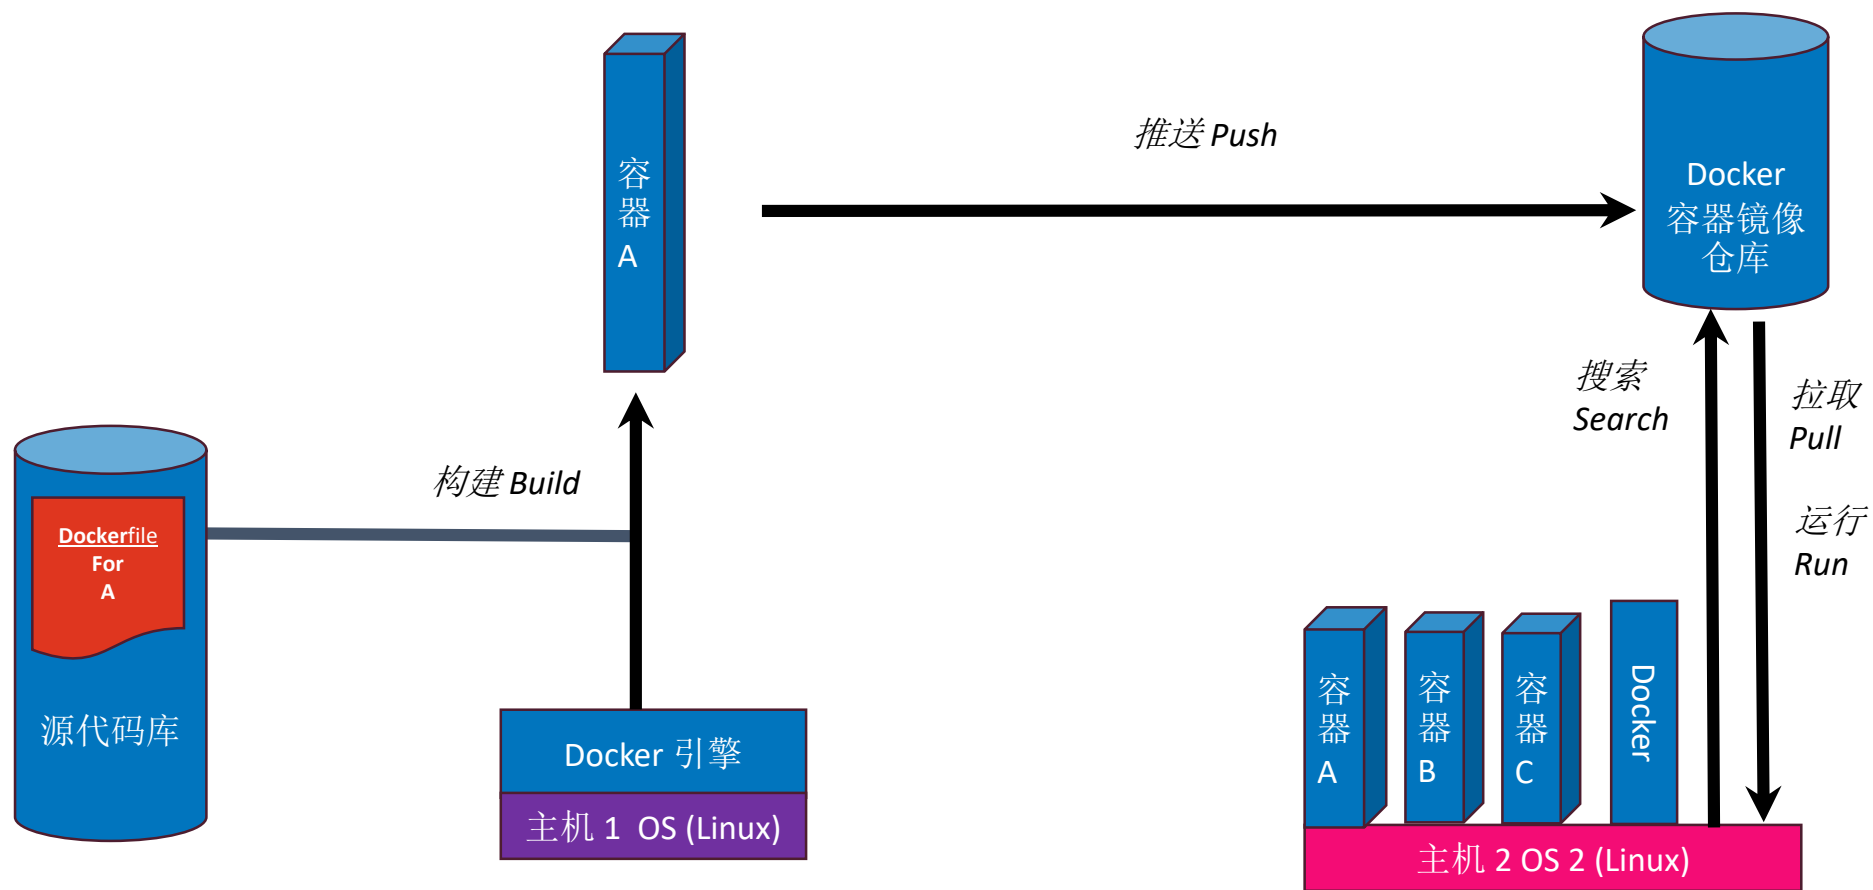 容
器
A
推送 Push
Docker
容器镜像
仓库
搜索
Search
拉取
Pull
运行
Run
构建 Build
Dockerfile
For
A
源代码库
Docker 引擎
主机 1 OS (Linux)
容
器
A
容
器
B
容
器
C
Docker
主机 2 OS 2 (Linux)